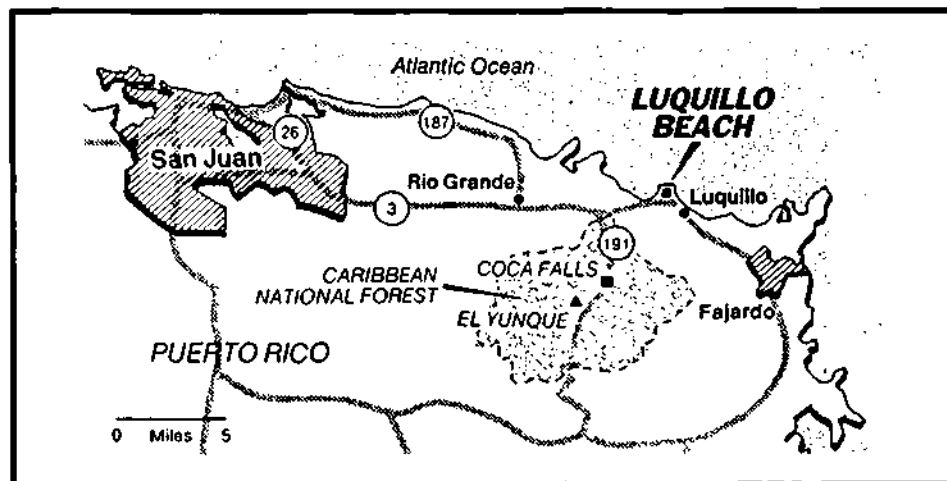 Atlantic Ocean
LUQUILLO
BEACH
187
26
San Juan
Rio Grande
Luquillo
3
191
COCA FALLS
CARIBBEAN
NATIONAL FOREST
EL YUNQUE
Fajardo
PUERTO RICO
0 Miles 5